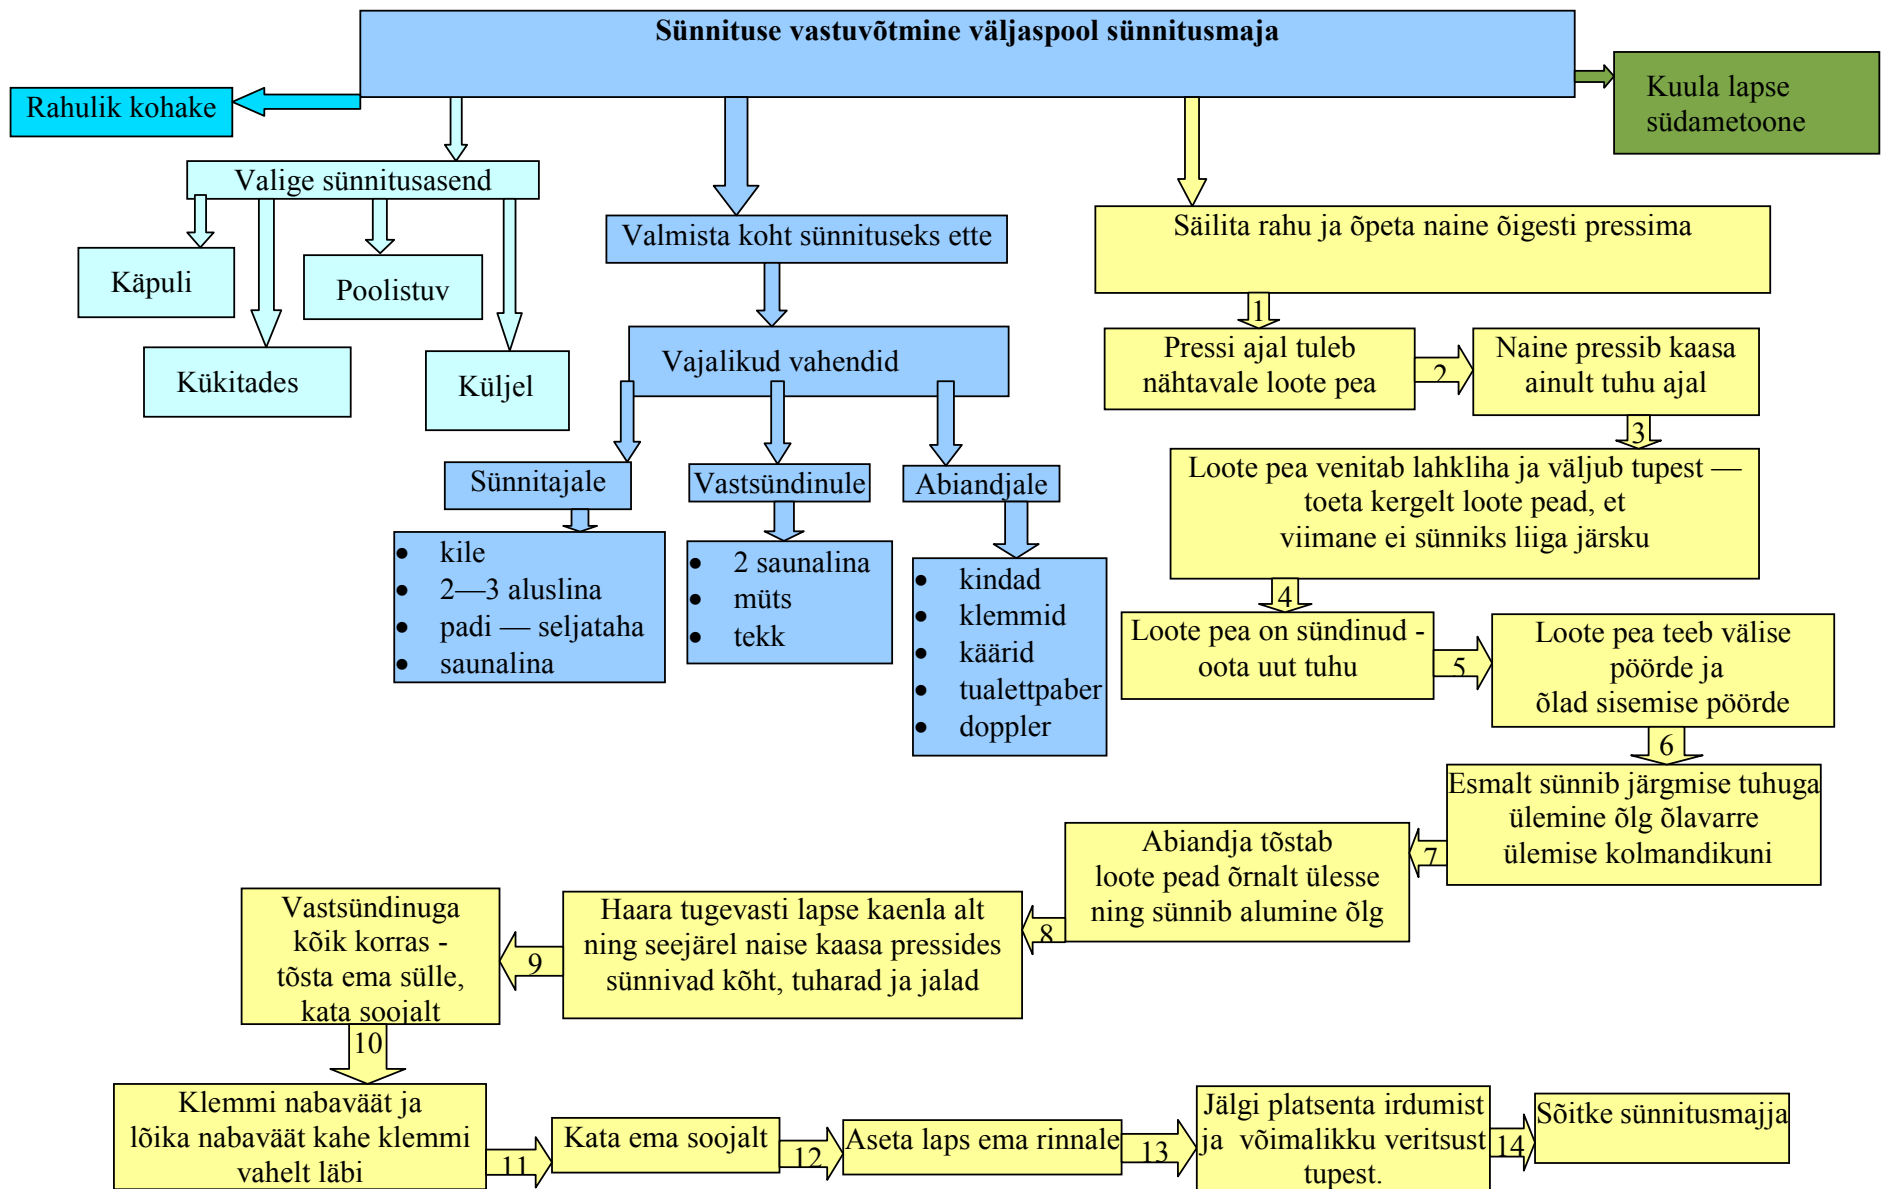 Sünnituse vastuvõtmine väljaspool sünnitusmaja
Rahulik kohake
Kuula lapse
südametoone
Valige sünnitusasend
Käpuli
Kükitades
Poolistuv
Küljel
Valmista koht sünnituseks ette
Vajalikud vahendid
Sünnitajale
• kile
• 2—3 aluslina
• padi — seljataha
• saunalina
Vastsündinule
• 2 saunalina
• müts
• tekk
Abiandjale
• kindad
• klemmid
• käärid
• tualettpaber
• doppler
Säilita rahu ja õpeta naine õigesti pressima
1
Pressi ajal tuleb
nähtavale loote pea
2
Naine pressib kaasa
ainult tuhu ajal
3
Loote pea venitab lahkliha ja väljub tupest —
toeta kergelt loote pead, et
viimane ei sünniks liiga järsku
4
Loote pea on sündinud -
oota uut tuhu
5
Loote pea teeb välise
pöörde ja
õlad sisemise pöörde
6
Esmalt sünnib järgmise tuhuga
ülemine õlg õlavarre
ülemise kolmandikuni
7
Abiandja tõstab
loote pead õrnalt ülesse
ning sünnib alumine õlg
8
Haara tugevasti lapse kaenla alt
ning seejärel naise kaasa pressides
sünnivad kõht, tuharad ja jalad
9
Vastsündinuga
kõik korras -
tõsta ema sülle,
kata soojalt
10
Klemmi nabaväät ja
lõika nabaväät kahe klemmi
vahelt läbi
11
Kata ema soojalt
12
Aseta laps ema rinnale
13
Jälgi platsenta irdumist
ja võimalikku veritsust
tupest.
14
Sõitke sünnitusmajja